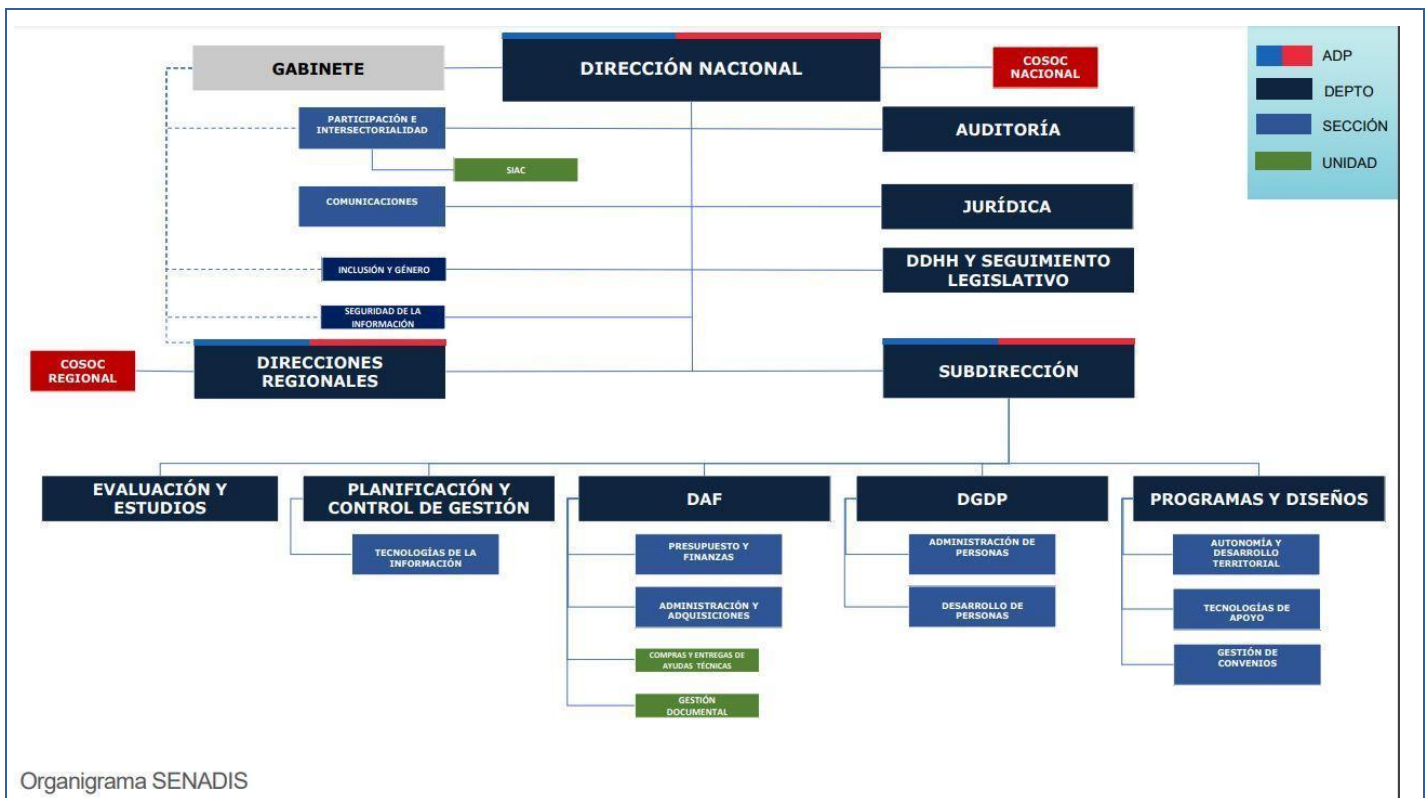 GABINETE
DIRECCIÓN NACIONAL
COSOC
NACIONAL
ADP
DEPTO
SECCIÓN
UNIDAD
PARTICIPACIÓN E
INTERSECTORIALIDAD
AUDITORÍA
SIAC
COMUNICACIONES
JURÍDICA
INCLUSIÓN Y GÉNERO
DDHH Y SEGUIMIENTO
LEGISLATIVO
SEGURIDAD DE LA
INFORMACIÓN
COSOC
REGIONAL
DIRECCIONES
REGIONALES
SUBDIRECCIÓN
EVALUACIÓN Y
ESTUDIOS
PLANIFICACIÓN Y
CONTROL DE GESTIÓN
DAF
DGDP
PROGRAMAS Y DISEÑOS
TECNOLOGÍAS DE LA
INFORMACIÓN
PRESUPUESTO Y
FINANZAS
ADMINISTRACIÓN Y
ADQUISICIONES
COMPRAS Y ENTREGAS DE
AYUDAS TÉCNICAS
GESTIÓN
DOCUMENTAL
ADMINISTRACIÓN DE
PERSONAS
DESARROLLO DE
PERSONAS
AUTONOMÍA Y
DESARROLLO
TERRITORIAL
TECNOLOGÍAS DE
APOYO
GESTIÓN DE
CONVENIOS
Organigrama SENADIS